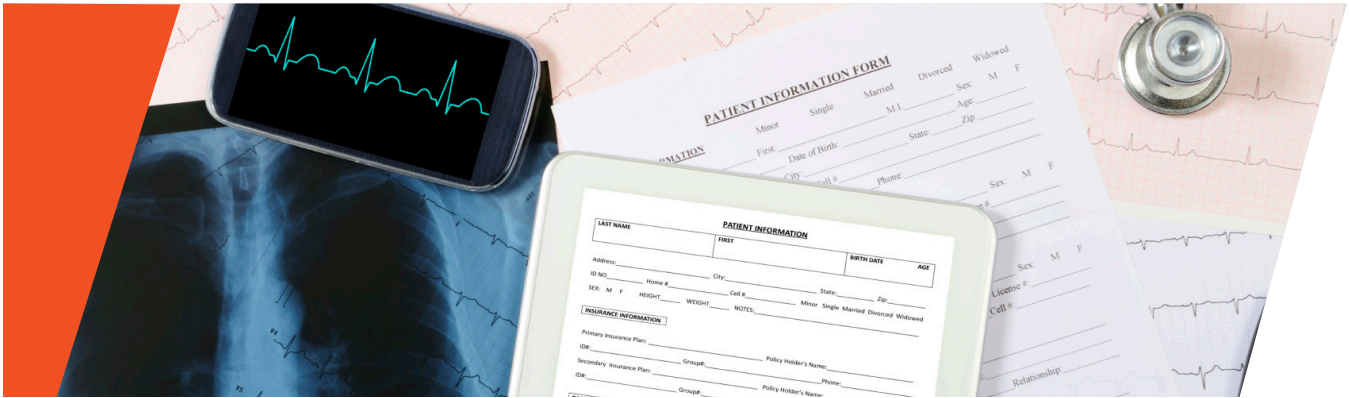 PATIENT INFORMATION FORM
Minor Single Married Divorced Widowed
First: M.I. Sex: M F
Date of Birth: Age:
City: State: Zip:
Phone:
Sex: M F
Sex: M F
License #:
Cell #:
Relationship:
PATIENT INFORMATION
LAST NAME FIRST BIRTH DATE AGE
Address: City: State: Zip:
ID NO Home # Cell # Minor Single Married Divorced Widowed
SEX: M F HEIGHT WEIGHT NOTES:
INSURANCE INFORMATION
Primary Insurance Plan: Policy Holder's Name:
ID#: Group#: Phone:
Secondary Insurance Plan: Policy Holder's Name:
ID#: Group#:
V4
V5